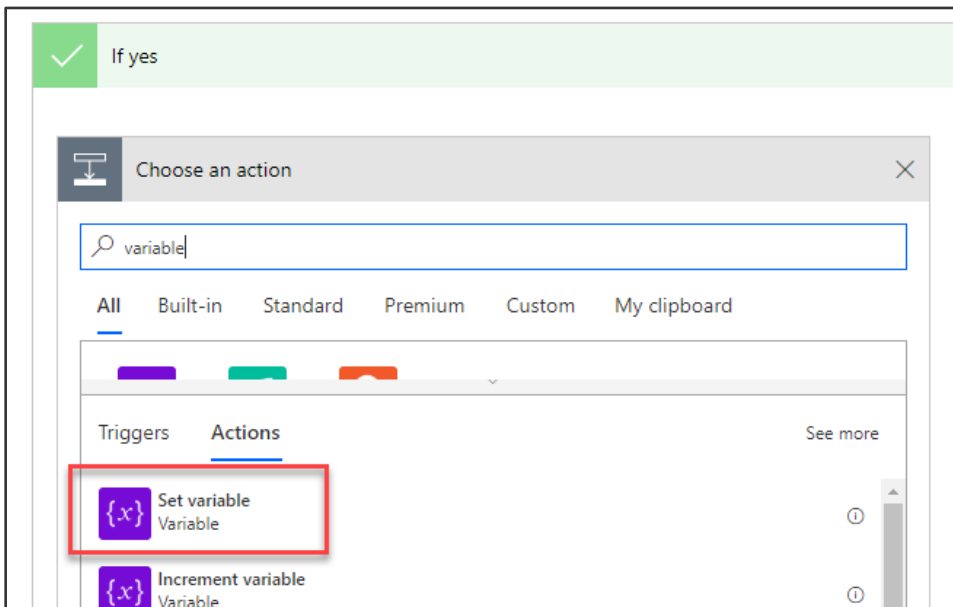 If yes
Choose an action
variable
All Built-in Standard Premium Custom My clipboard
Triggers Actions See more
{x} Set variable
Variable
{x} Increment variable
Variable